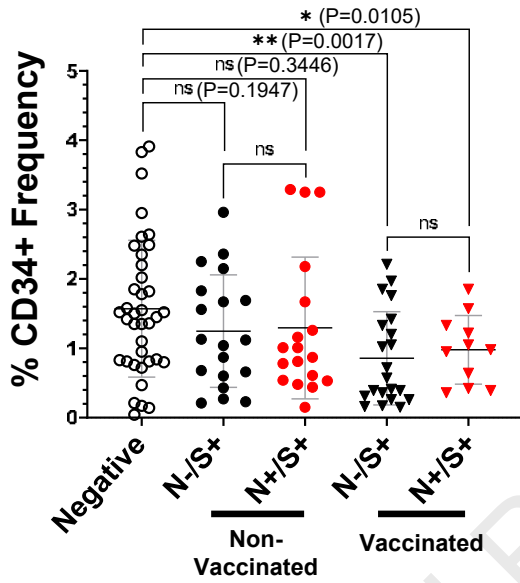 * (P=0.0105)
** (P=0.0017)
ns (P=0.3446)
ns (P=0.1947)
ns
ns
% CD34+ Frequency
5
4
3
2
1
0
Negative
N-/S+
N+/S+
N-/S+
N+/S+
Non-
Vaccinated
Vaccinated